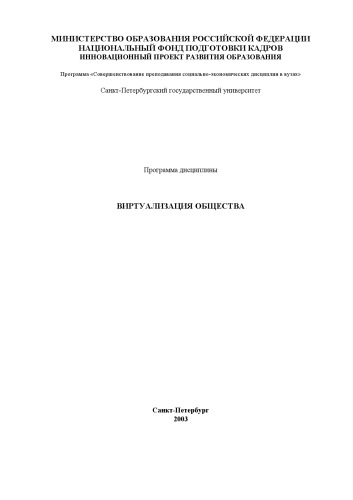 МИНИСТЕРСТВО ОБРАЗОВАНИЯ РОССИЙСКОЙ ФЕДЕРАЦИИ
НАЦИОНАЛЬНЫЙ ФОНД ПОДГОТОВКИ КАДРОВ
ИННОВАЦИОННЫЙ ПРОЕКТ РАЗВИТИЯ ОБРАЗОВАНИЯ
Программа «Совершенствование преподавания социально-экономических дисциплин в вузах»
Санкт-Петербургский государственный университет
Программа дисциплины
ВИРТУАЛИЗАЦИЯ ОБЩЕСТВА
Санкт-Петербург
2003